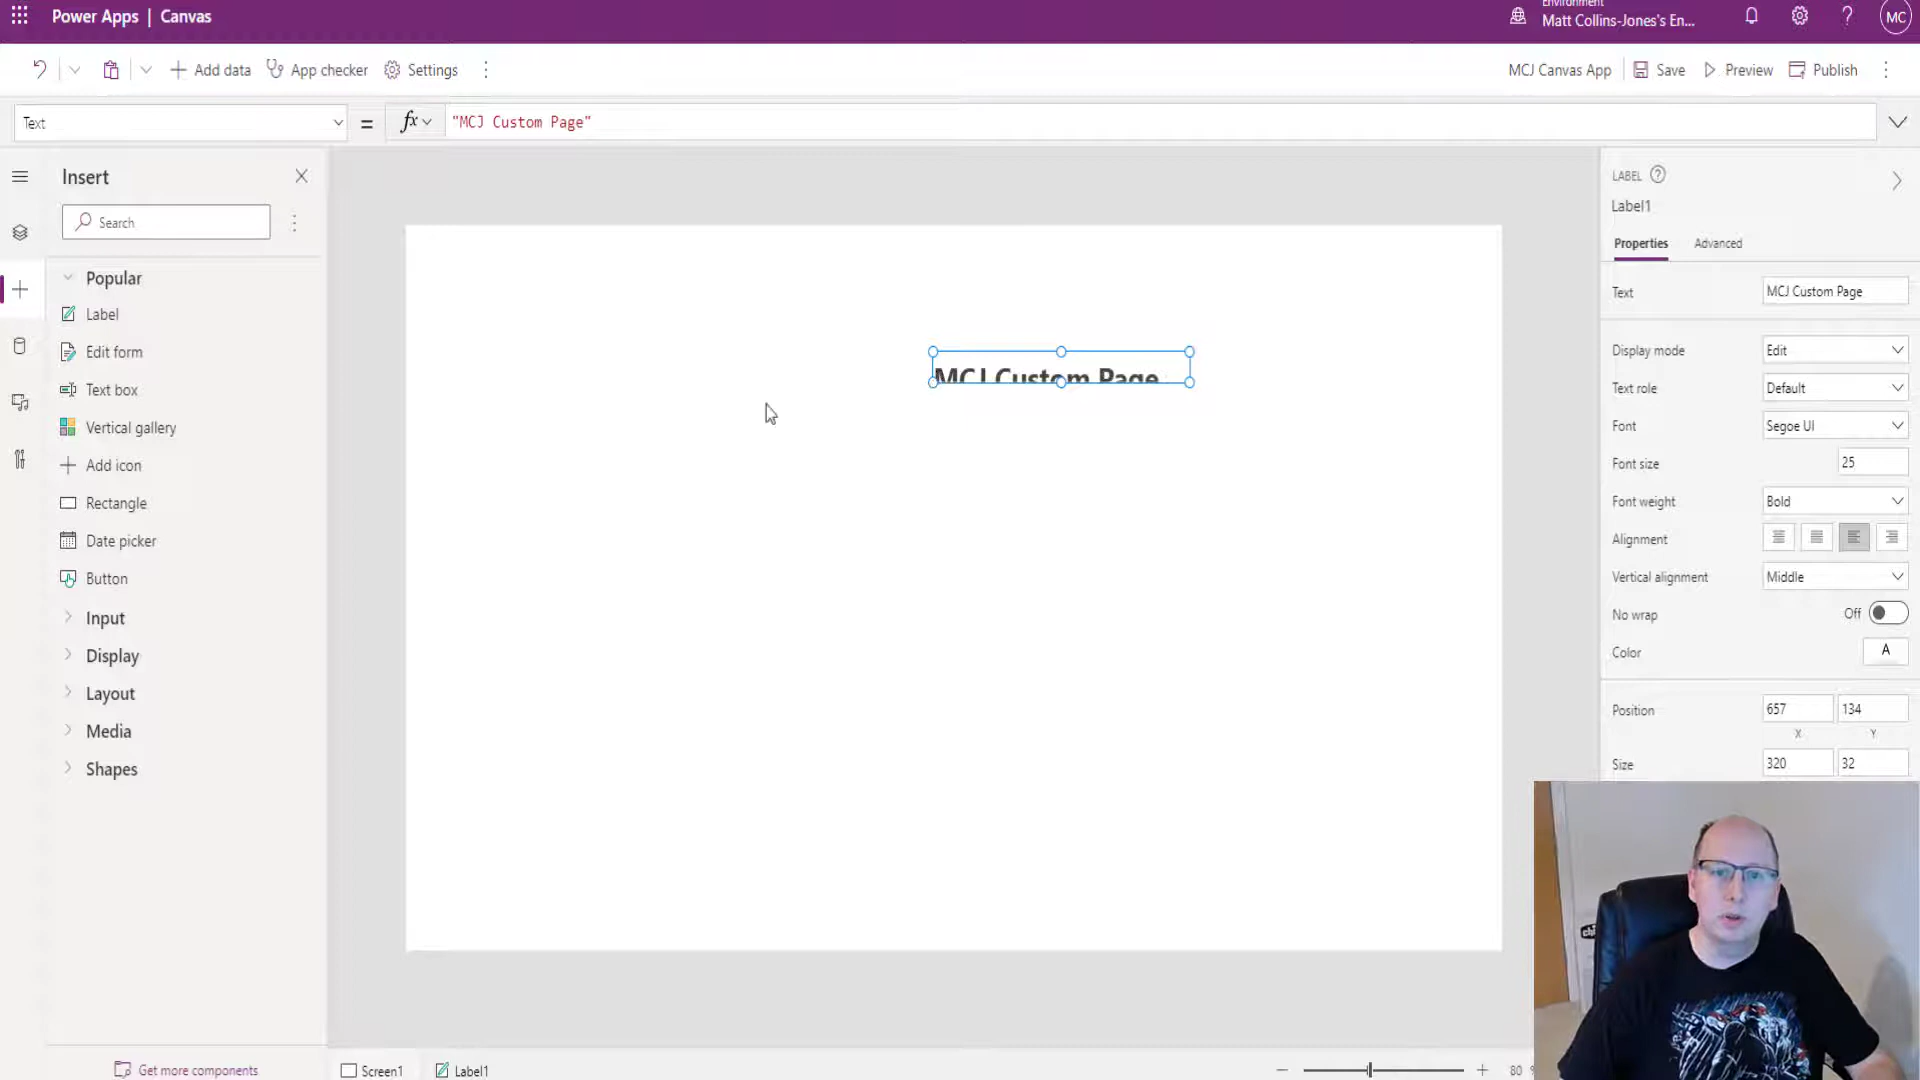 Power Apps | Canvas
Environment
Matt Collins-Jones's En...
MC
Add data
App checker
Settings
MCJ Canvas App
Save
Preview
Publish
Text
=
fx
"MCJ Custom Page"
Insert
Search
Popular
Label
Edit form
Text box
Vertical gallery
Add icon
Rectangle
Date picker
Button
Input
Display
Layout
Media
Shapes
Get more components
MCJ Custom Page
Screen1
Label1
80
LABEL
Label1
Properties
Advanced
Text
MCJ Custom Page
Display mode
Edit
Text role
Default
Font
Segoe UI
Font size
25
Font weight
Bold
Alignment
Vertical alignment
Middle
No wrap
Off
Color
A
Position
657
134
X
Y
Size
320
32